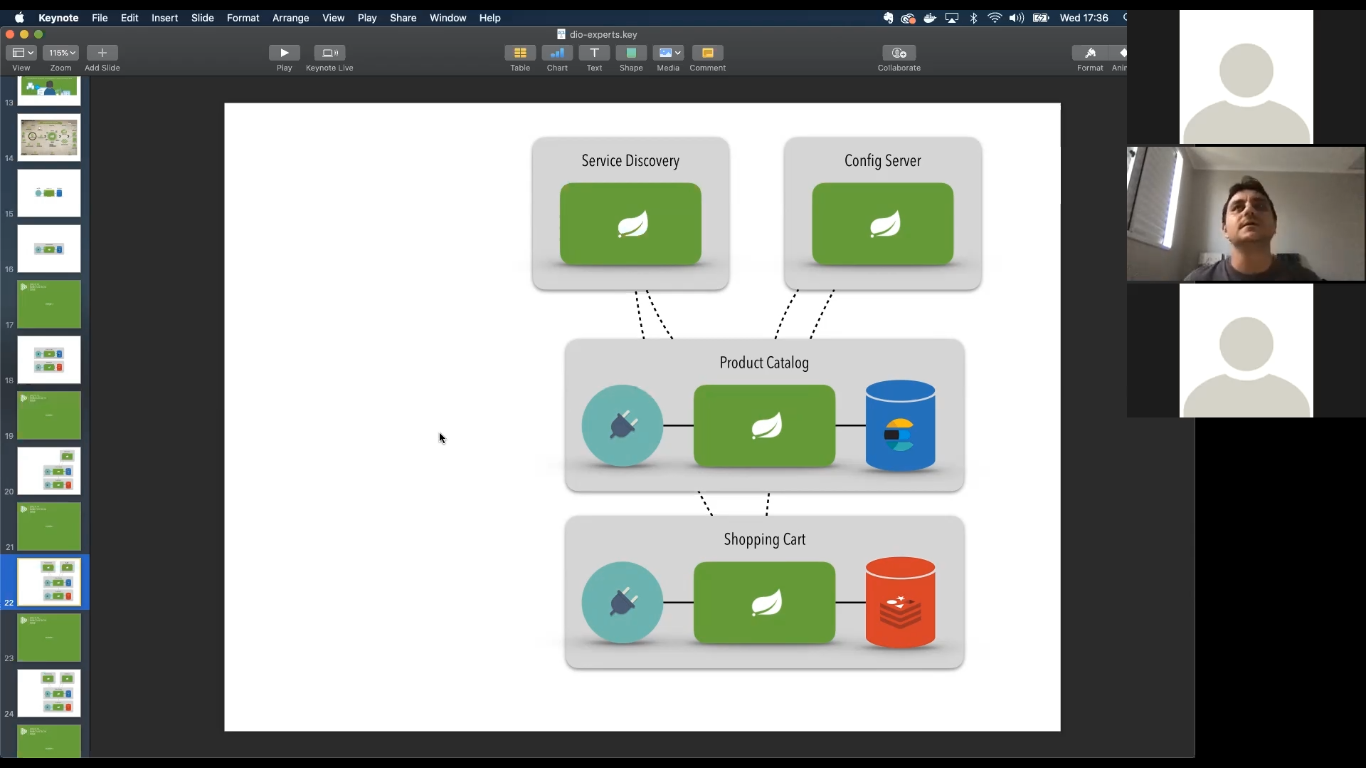 Keynote File Edit Insert Slide Format Arrange View Play Share Window Help Wed 17:36
dio-experts.key
115%
View Zoom Add Slide Play Keynote Live Table Chart Text Shape Media Comment Collaborate Format
13
14
15
16
17
18
19
20
21
22
23
24
Service Discovery
Config Server
Product Catalog
Shopping Cart